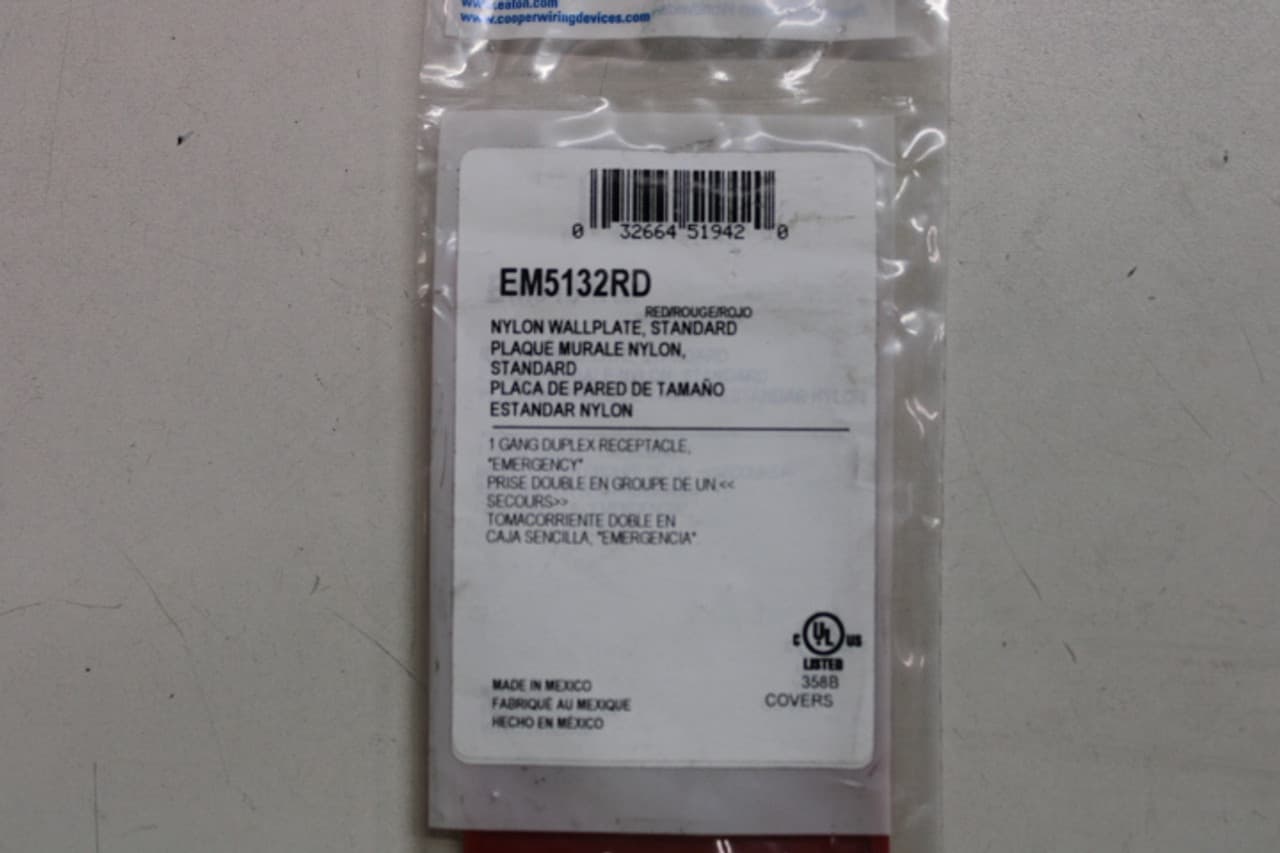 www.eaton.com
www.cooperwiringdevices.com
0 32664 51942 0
EM5132RD
RED/ROUGE/ROJO
NYLON WALLPLATE, STANDARD
PLAQUE MURALE NYLON,
STANDARD
PLACA DE PARED DE TAMAÑO
ESTANDAR NYLON
1 GANG DUPLEX RECEPTACLE,
"EMERGENCY"
PRISE DOUBLE EN GROUPE DE UN <<
SECOURS>>
TOMACORRIENTE DOBLE EN
CAJA SENCILLA, "EMERGENCIA"
C UL US
LISTED
358B
COVERS
MADE IN MEXICO
FABRIQUÉ AU MEXIQUE
HECHO EN MÉXICO